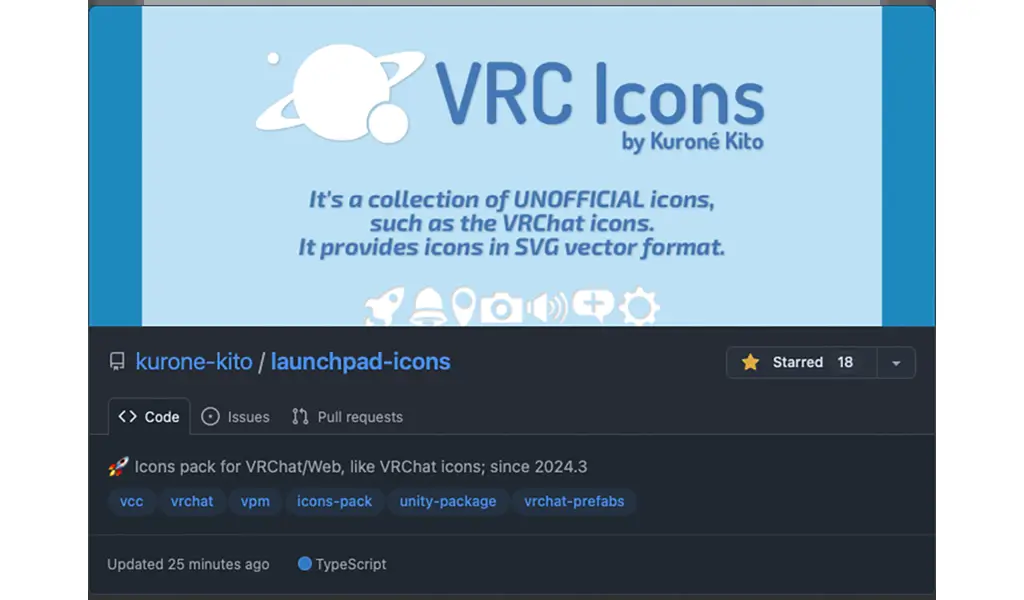 VRC Icons
by Kuroné Kito
It's a collection of UNOFFICIAL icons,
such as the VRChat icons.
It provides icons in SVG vector format.
kurone-kito / launchpad-icons
Starred 18
Code Issues Pull requests
🚀 Icons pack for VRChat/Web, like VRChat icons; since 2024.3
vcc vrchat vpm icons-pack unity-package vrchat-prefabs
Updated 25 minutes ago TypeScript